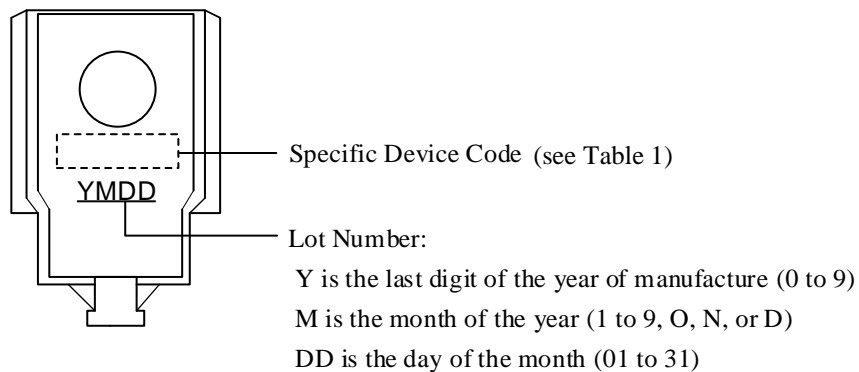 Specific Device Code (see Table 1)
YMDD
Lot Number:
Y is the last digit of the year of manufacture (0 to 9)
M is the month of the year (1 to 9, O, N, or D)
DD is the day of the month (01 to 31)